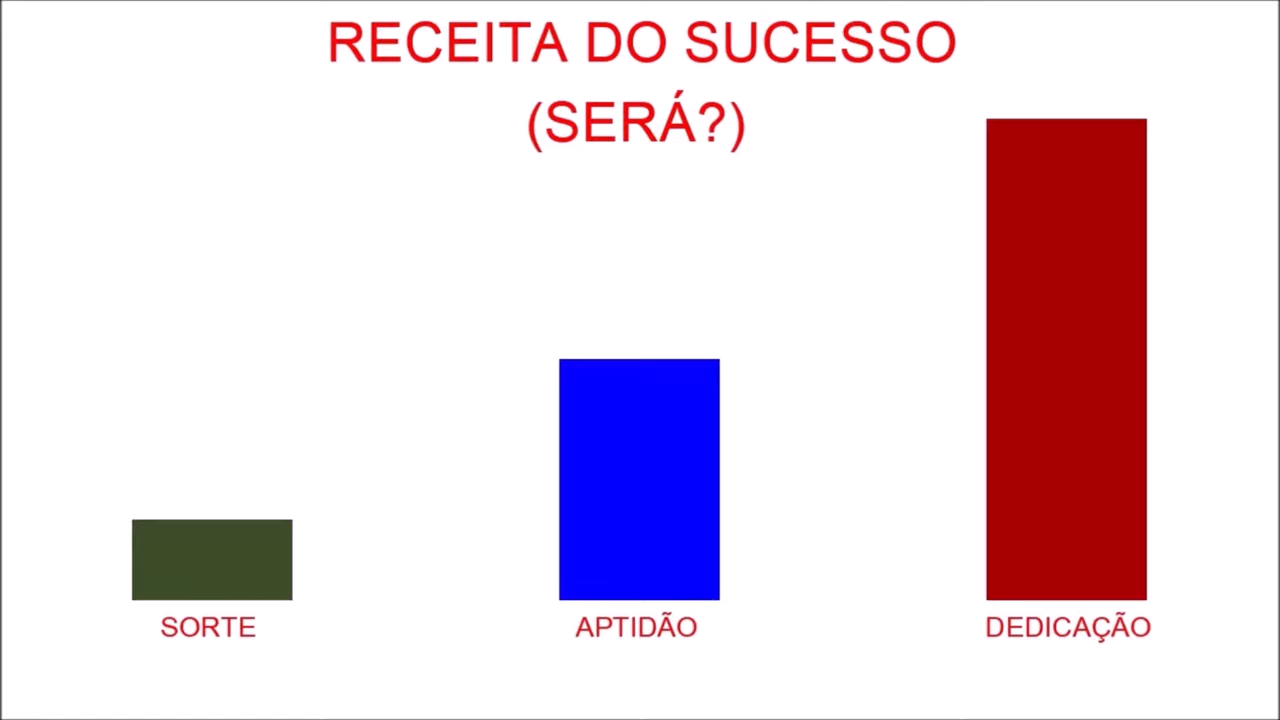 RECEITA DO SUCESSO
(SERÁ?)
SORTE
APTIDÃO
DEDICAÇÃO